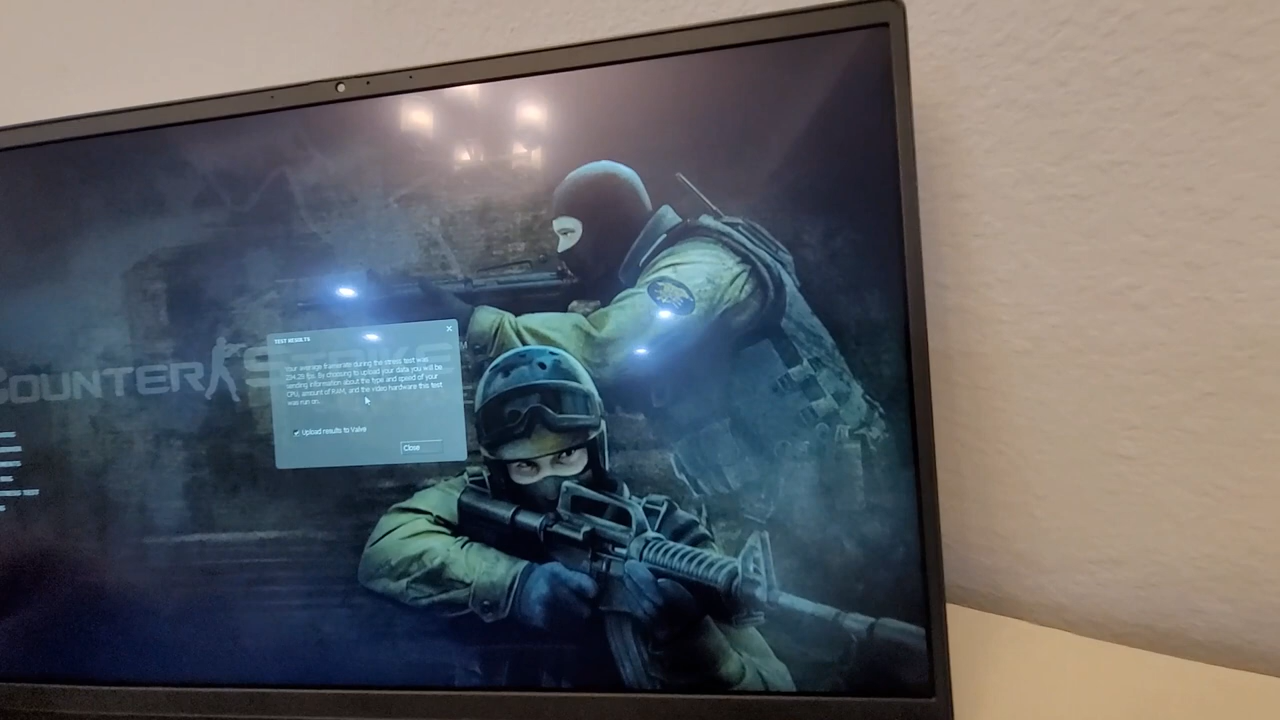 TEST RESULTS
Your average framerate during the stress test was
234.28 fps. By choosing to upload your data you will be
sending information about the type and speed of your
CPU, amount of RAM, and the video hardware this test
was run on.
COUNTER STRIKE
Upload results to Valve
Close
TEST